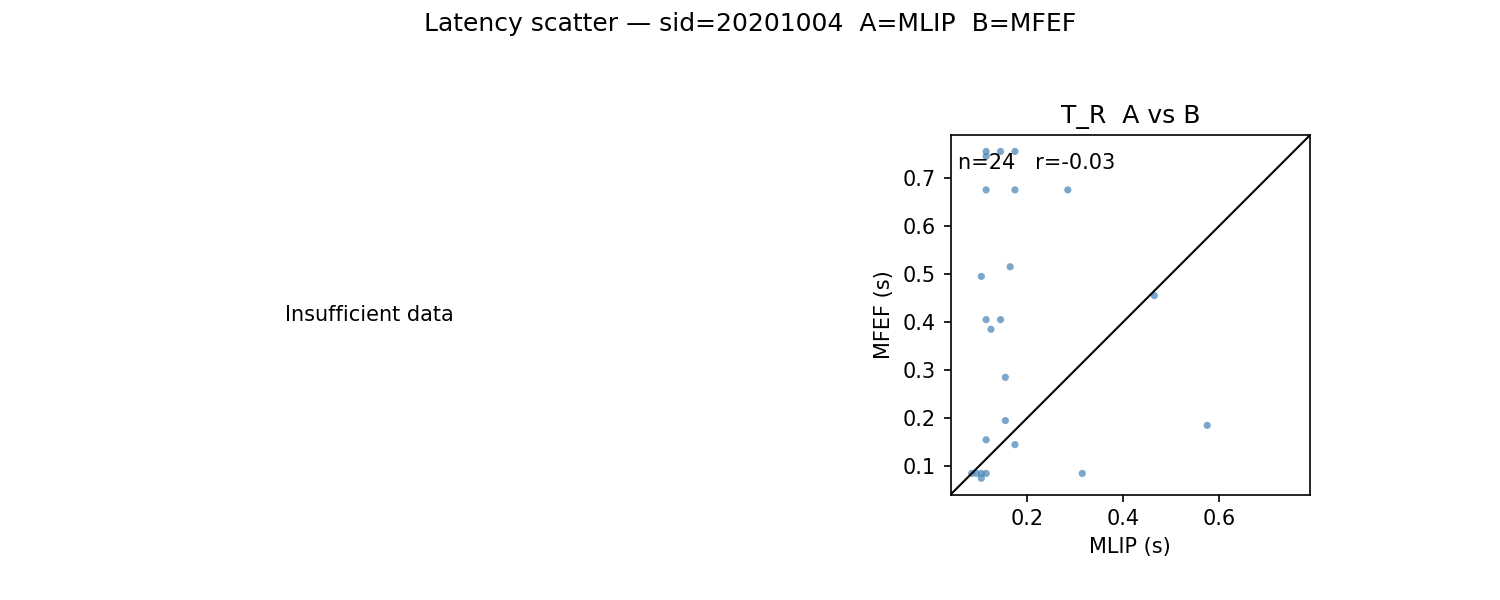 Latency scatter — sid=20201004  A=MLIP  B=MFEF
Insufficient data
T_R  A vs B
n=24   r=-0.03
0.7
0.6
0.5
0.4
0.3
0.2
0.1
MFEF (s)
0.2
0.4
0.6
MLIP (s)